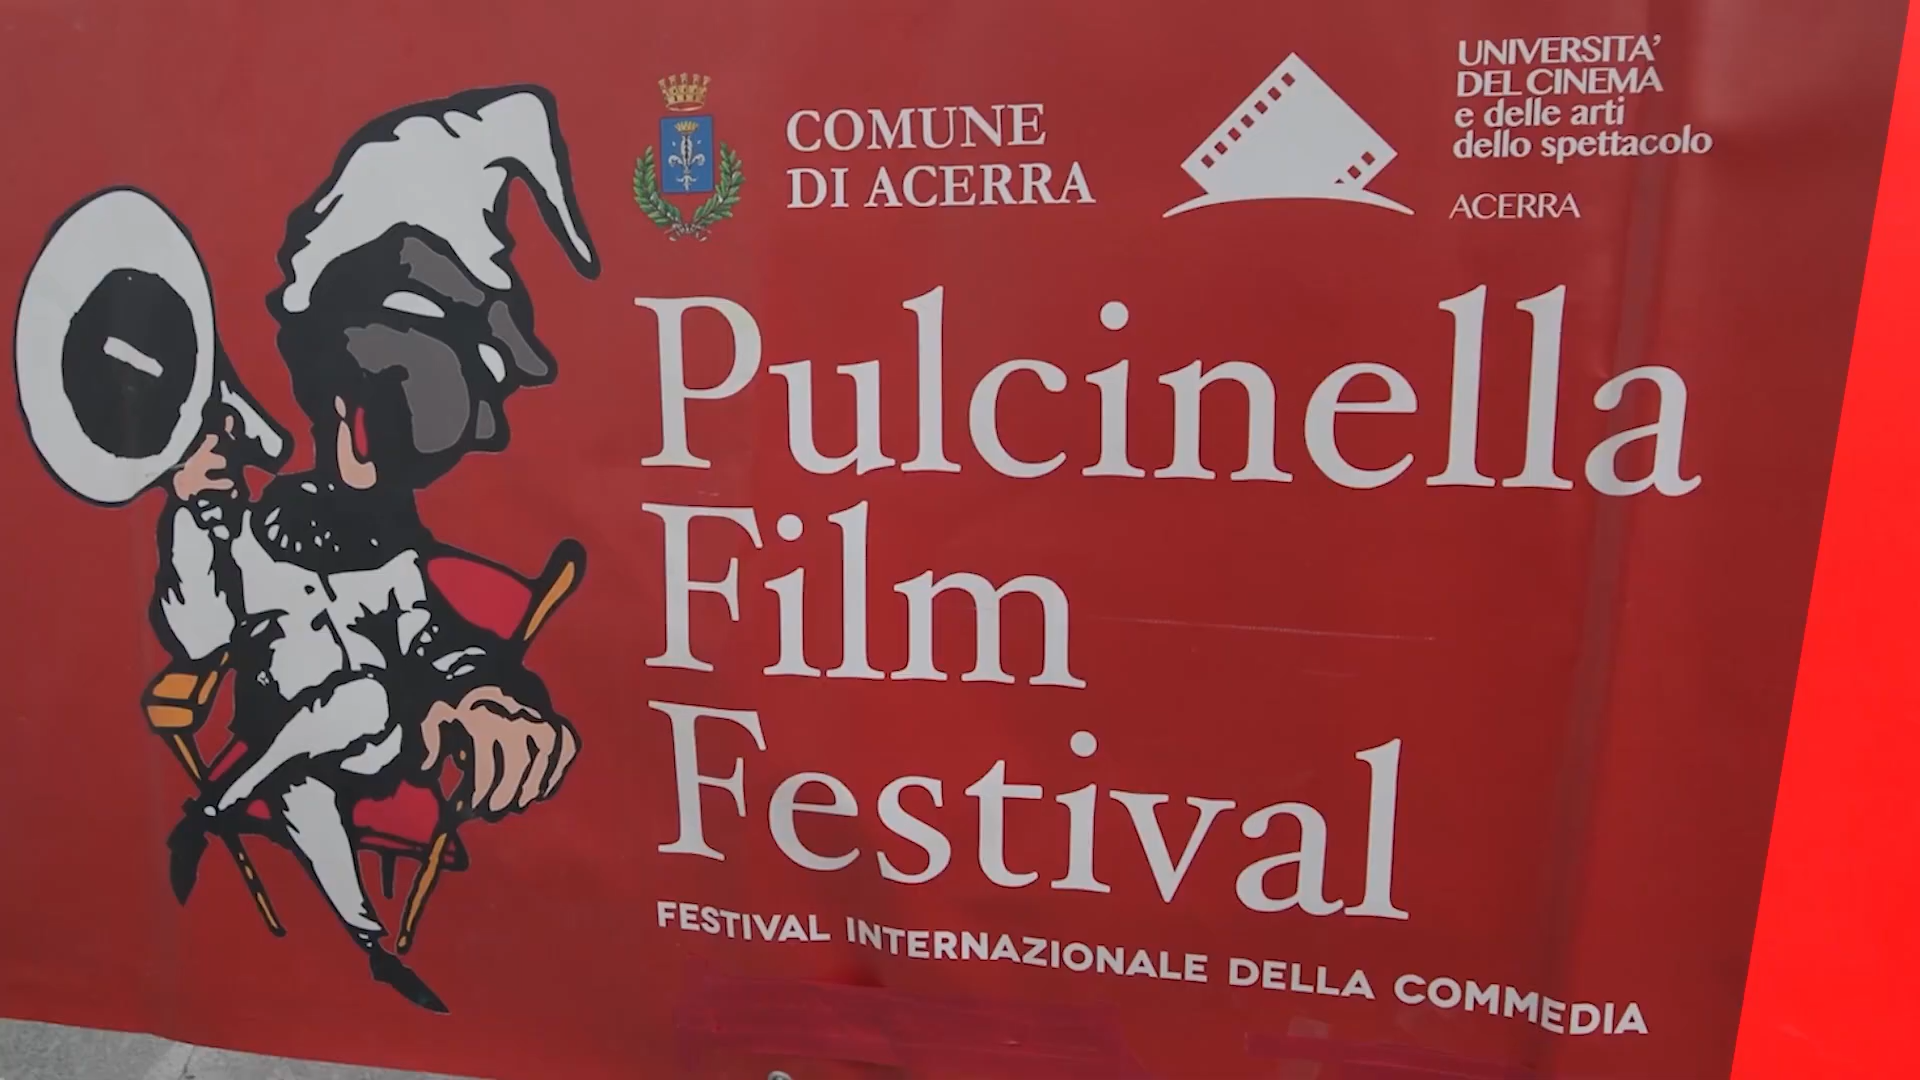 COMUNE
DI ACERRA
UNIVERSITA'
DEL CINEMA
e delle arti
dello spettacolo
ACERRA
Pulcinella
Film
Festival
FESTIVAL INTERNAZIONALE DELLA COMMEDIA